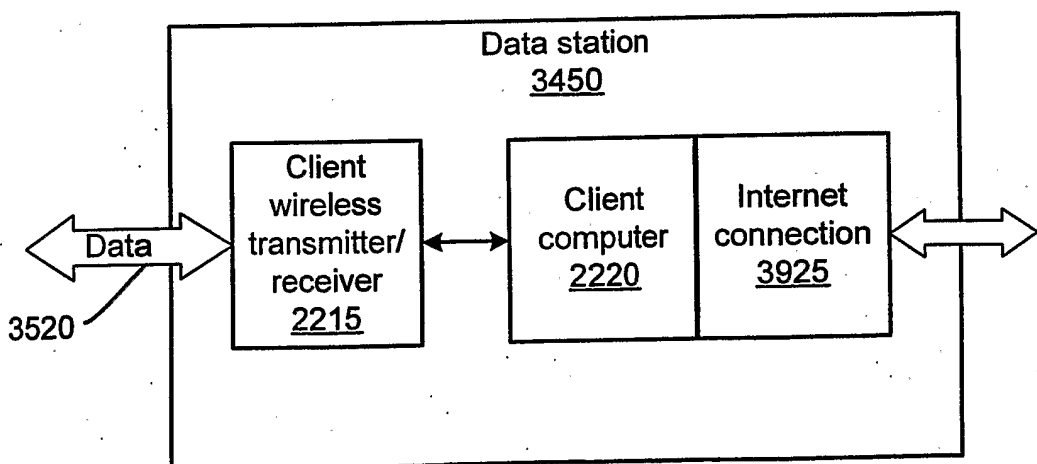 Data station
3450
Client
wireless
transmitter/
receiver
2215
Client
computer
2220
Internet
connection
3925
Data
3520